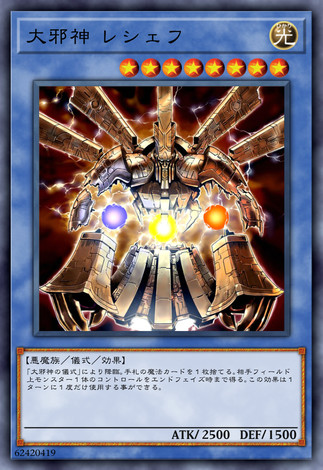 大邪神 レシェフ
光
【悪魔族／儀式／効果】
「大邪神の儀式」により降臨。手札の魔法カードを１枚捨てる。相手フィールド
上モンスター１体のコントロールをエンドフェイズ時まで得る。この効果は１
ターンに１度だけ使用する事ができる。
ATK/ 2500 DEF/ 1500
62420419